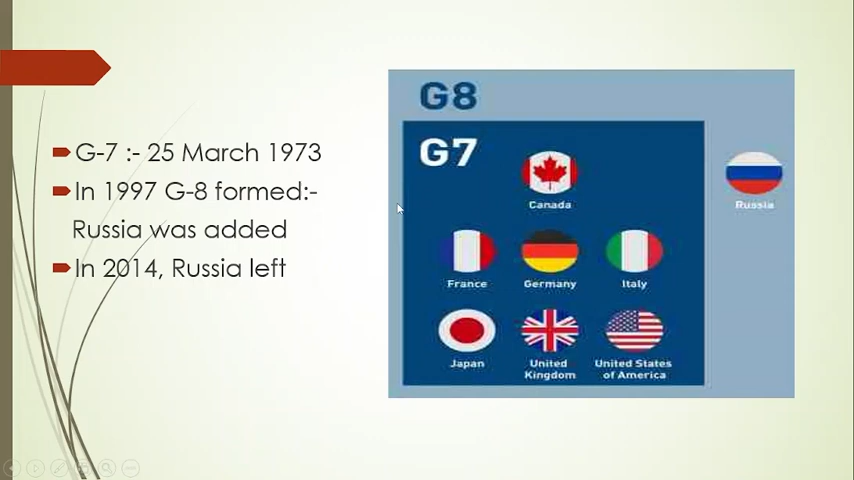 G-7 :- 25 March 1973
In 1997 G-8 formed:-
Russia was added
In 2014, Russia left
G8
G7
Canada
Russia
France
Germany
Italy
Japan
United
Kingdom
United States
of America